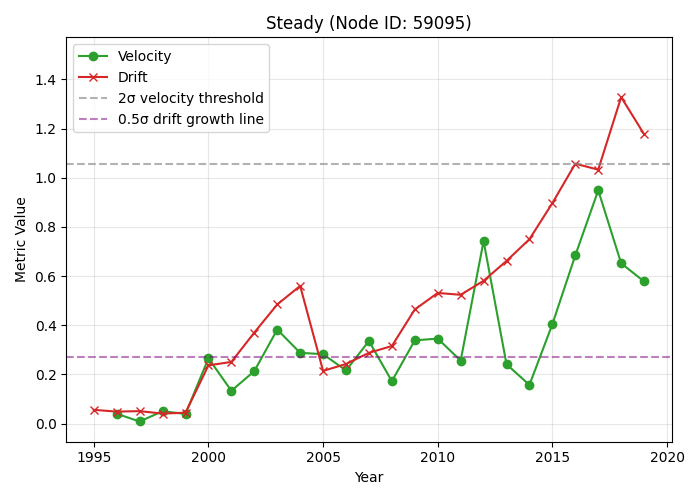 Steady (Node ID: 59095)
Velocity
Drift
2σ velocity threshold
0.5σ drift growth line
Metric Value
1.4
1.2
1.0
0.8
0.6
0.4
0.2
0.0
1995 2000 2005 2010 2015 2020
Year